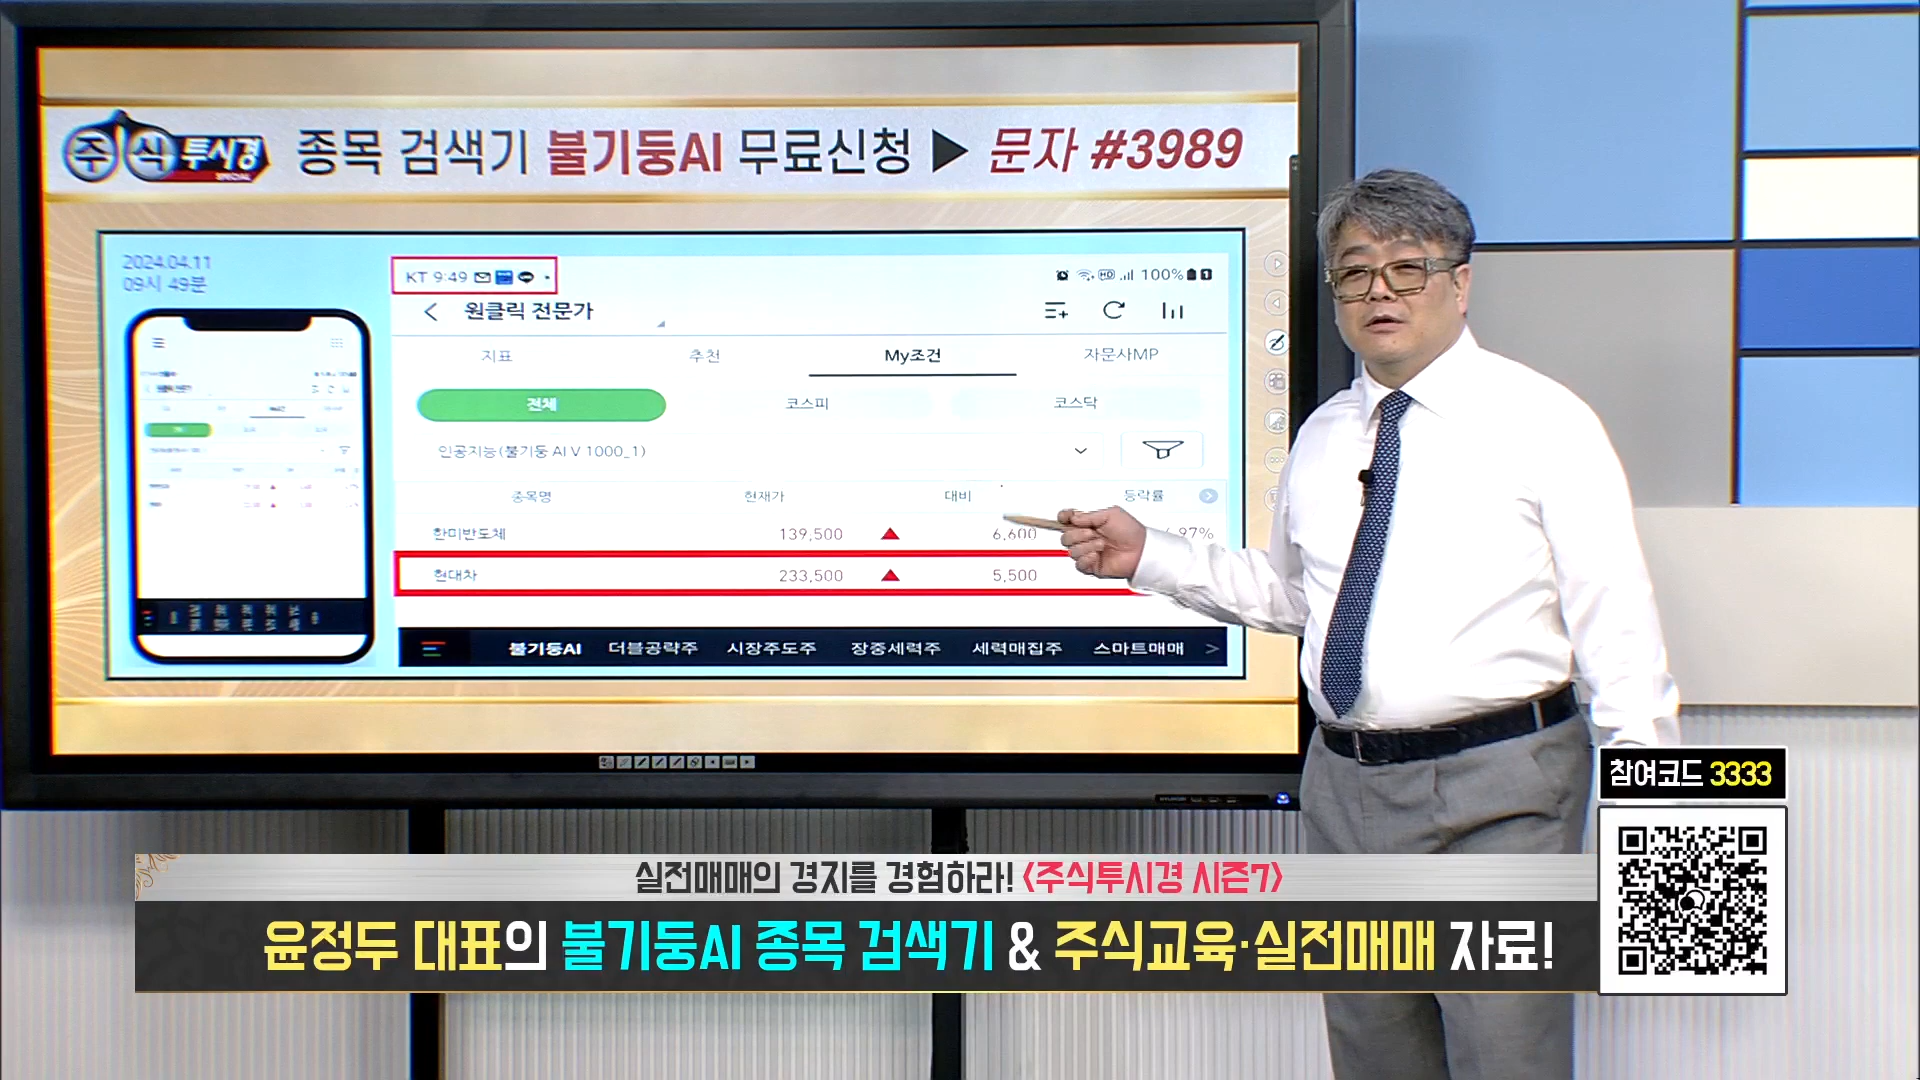 주식투시경
SPECIAL
종목 검색기 불기둥AI 무료신청 ▶ 문자 #3989
2024.04.11
09시 49분
KT 9:49
100%
원클릭 전문가
지표 추천 My조건 자문사MP
전체 코스피 코스닥
인공지능(불기둥 AI V 1000_1)
종목명 현재가 대비 등락률
한미반도체 139,500 ▲ 6,600
현대차 233,500 ▲ 5,500
불기둥AI 더블공략주 시장주도주 장중세력주 세력매집주 스마트매매 >
참여코드 3333
실전매매의 경지를 경험하라! <주식투시경 시즌7>
윤정두 대표의 불기둥AI 종목 검색기 & 주식교육·실전매매 자료!